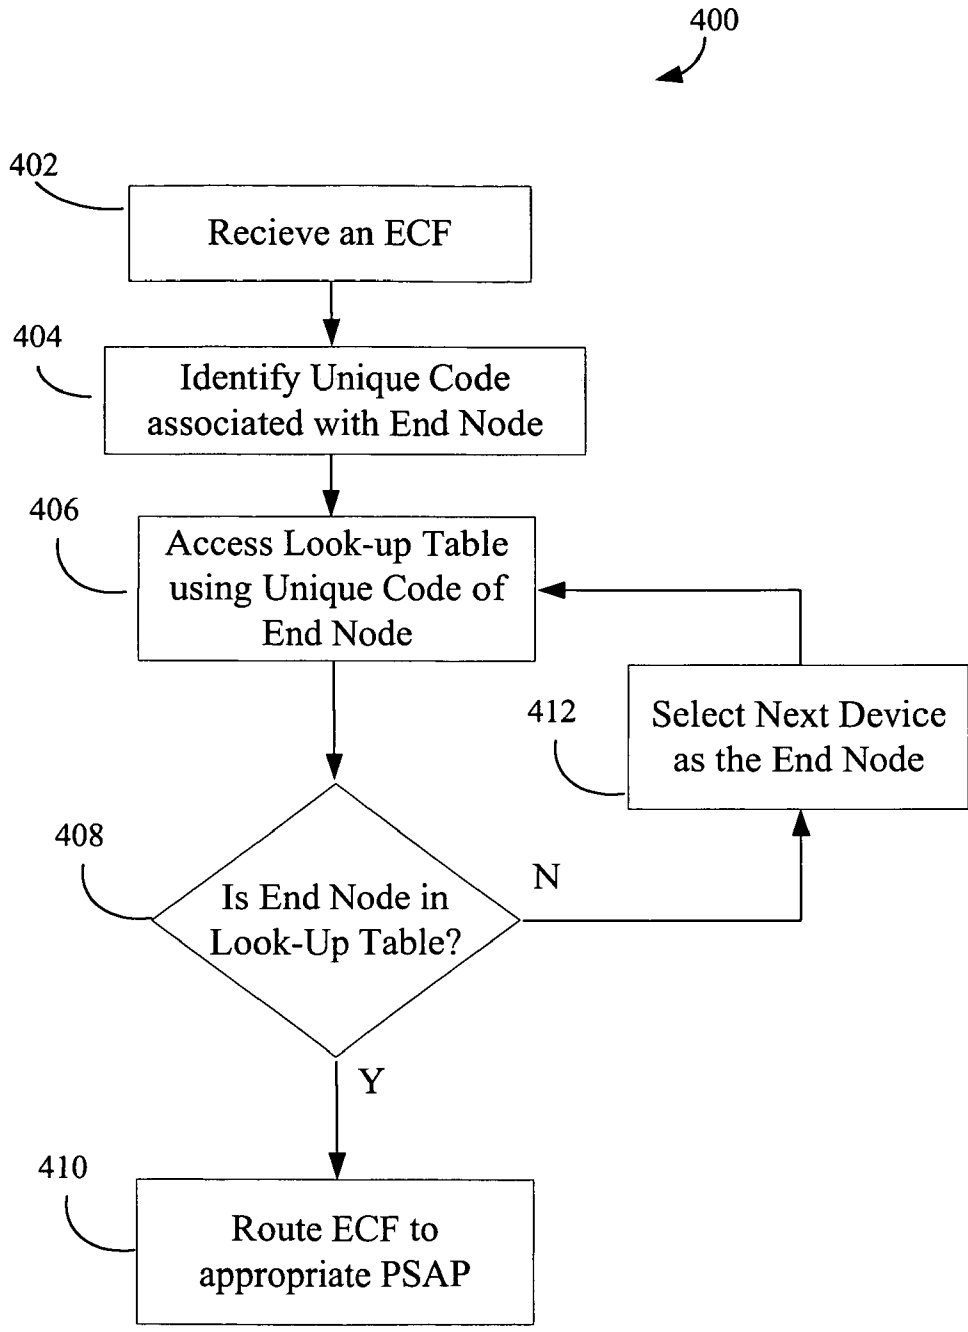 400
402
Recieve an ECF
404
Identify Unique Code
associated with End Node
406
Access Look-up Table
using Unique Code of
End Node
412
Select Next Device
as the End Node
408
Is End Node in
Look-Up Table?
N
Y
410
Route ECF to
appropriate PSAP